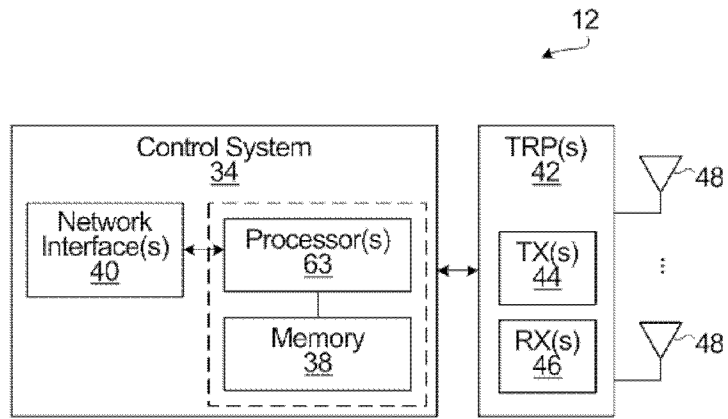 12
Control System
34
Network
Interface(s)
40
Processor(s)
63
Memory
38
TRP(s)
42
TX(s)
44
RX(s)
46
48
...
48